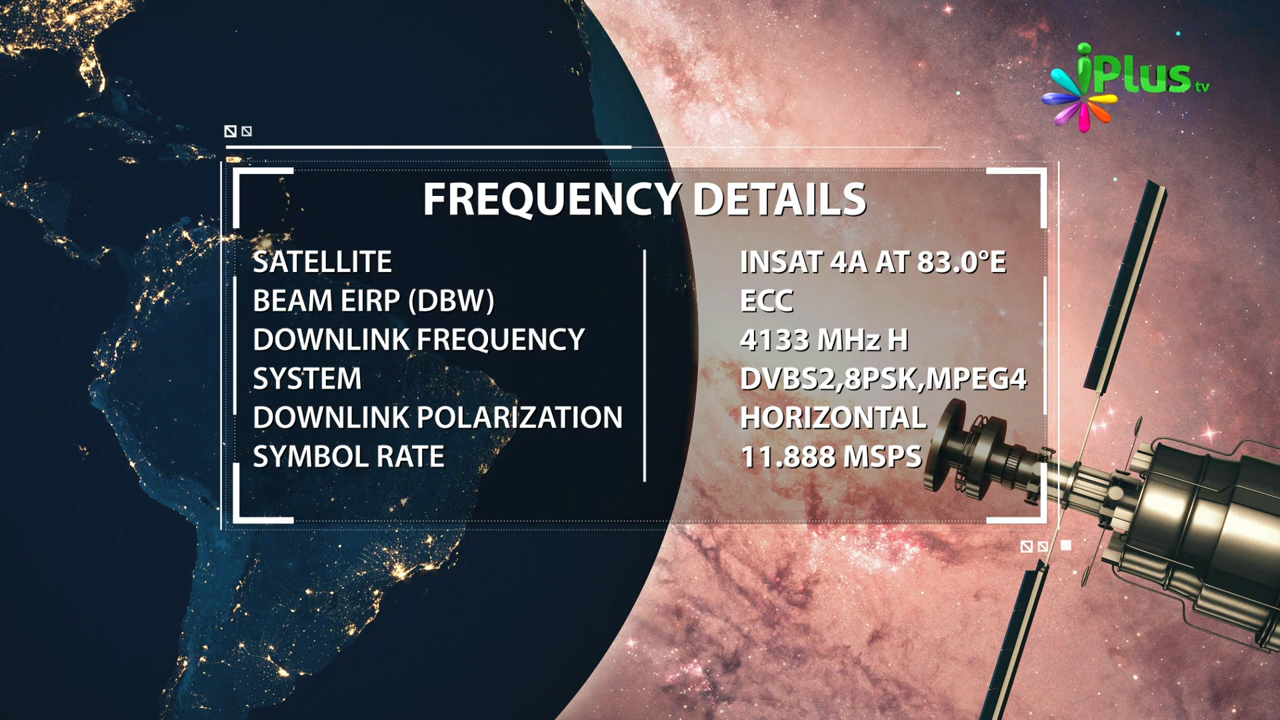 iPlus tv
FREQUENCY DETAILS
SATELLITE INSAT 4A AT 83.0°E
BEAM EIRP (DBW) ECC
DOWNLINK FREQUENCY 4133 MHz H
SYSTEM DVBS2,8PSK,MPEG4
DOWNLINK POLARIZATION HORIZONTAL
SYMBOL RATE 11.888 MSPS